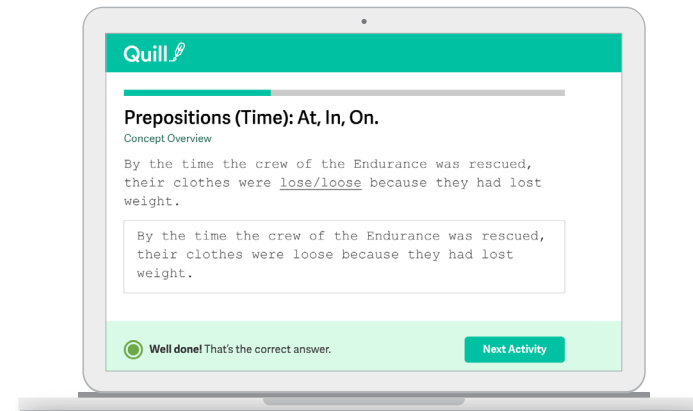 Quill
Prepositions (Time): At, In, On.
Concept Overview
By the time the crew of the Endurance was rescued,
their clothes were lose/loose because they had lost
weight.
By the time the crew of the Endurance was rescued,
their clothes were loose because they had lost
weight.
Well done! That's the correct answer.
Next Activity